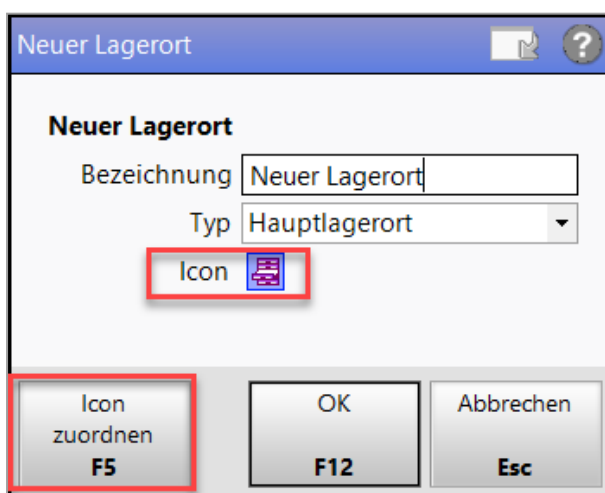 Neuer Lagerort
?
Neuer Lagerort
Bezeichnung Neuer Lagerort
Typ Hauptlagerort
Icon
Icon
zuordnen
F5
OK
F12
Abbrechen
Esc